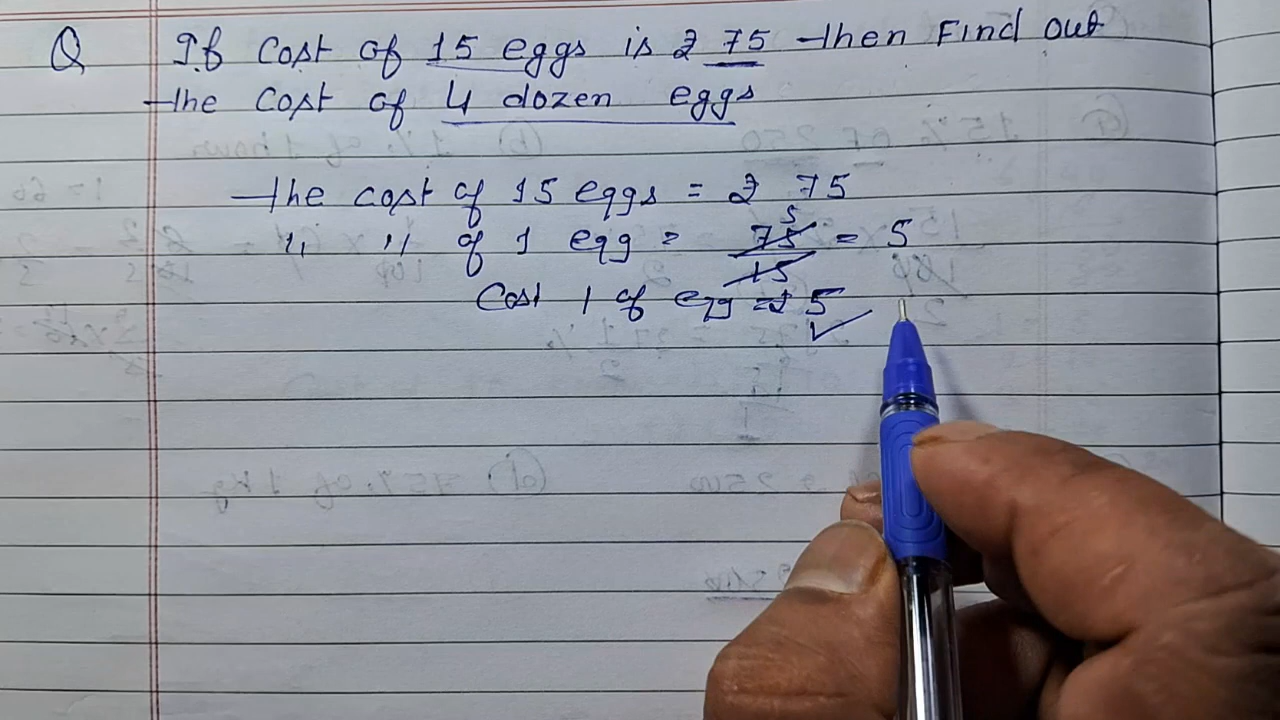 Q If cost of 15 eggs is ₹ 75 then Find out
the cost of 4 dozen eggs
the cost of 15 eggs = ₹ 75
,, ,, of 1 egg = 75/15 5 = 5
Cost 1 of egg = ₹ 5 ✓